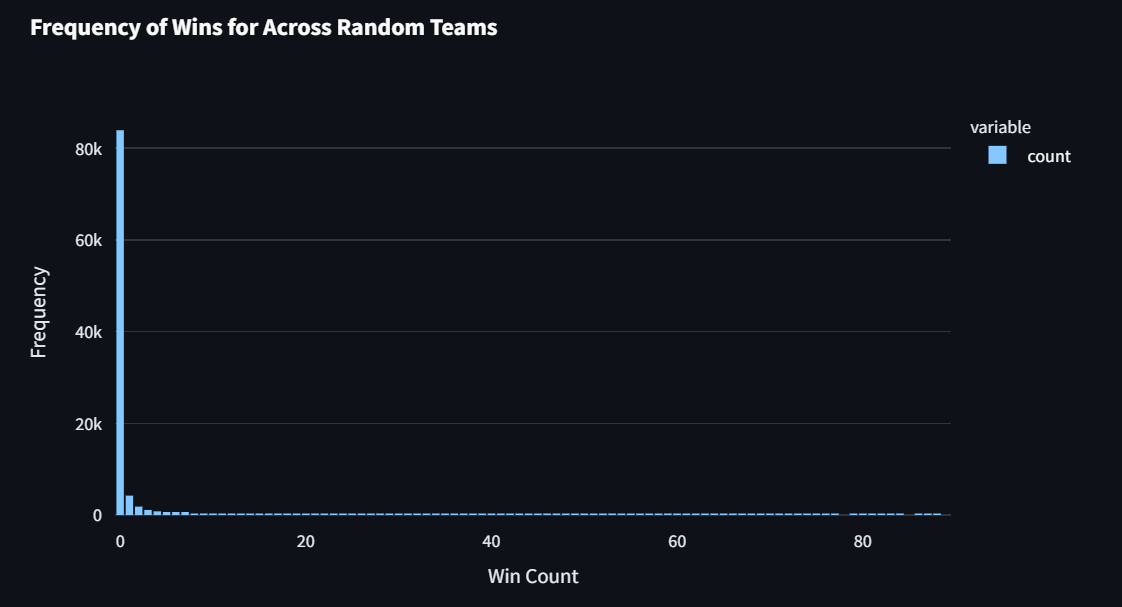 Frequency of Wins for Across Random Teams
variable
count
Frequency
80k
60k
40k
20k
0
0 20 40 60 80
Win Count